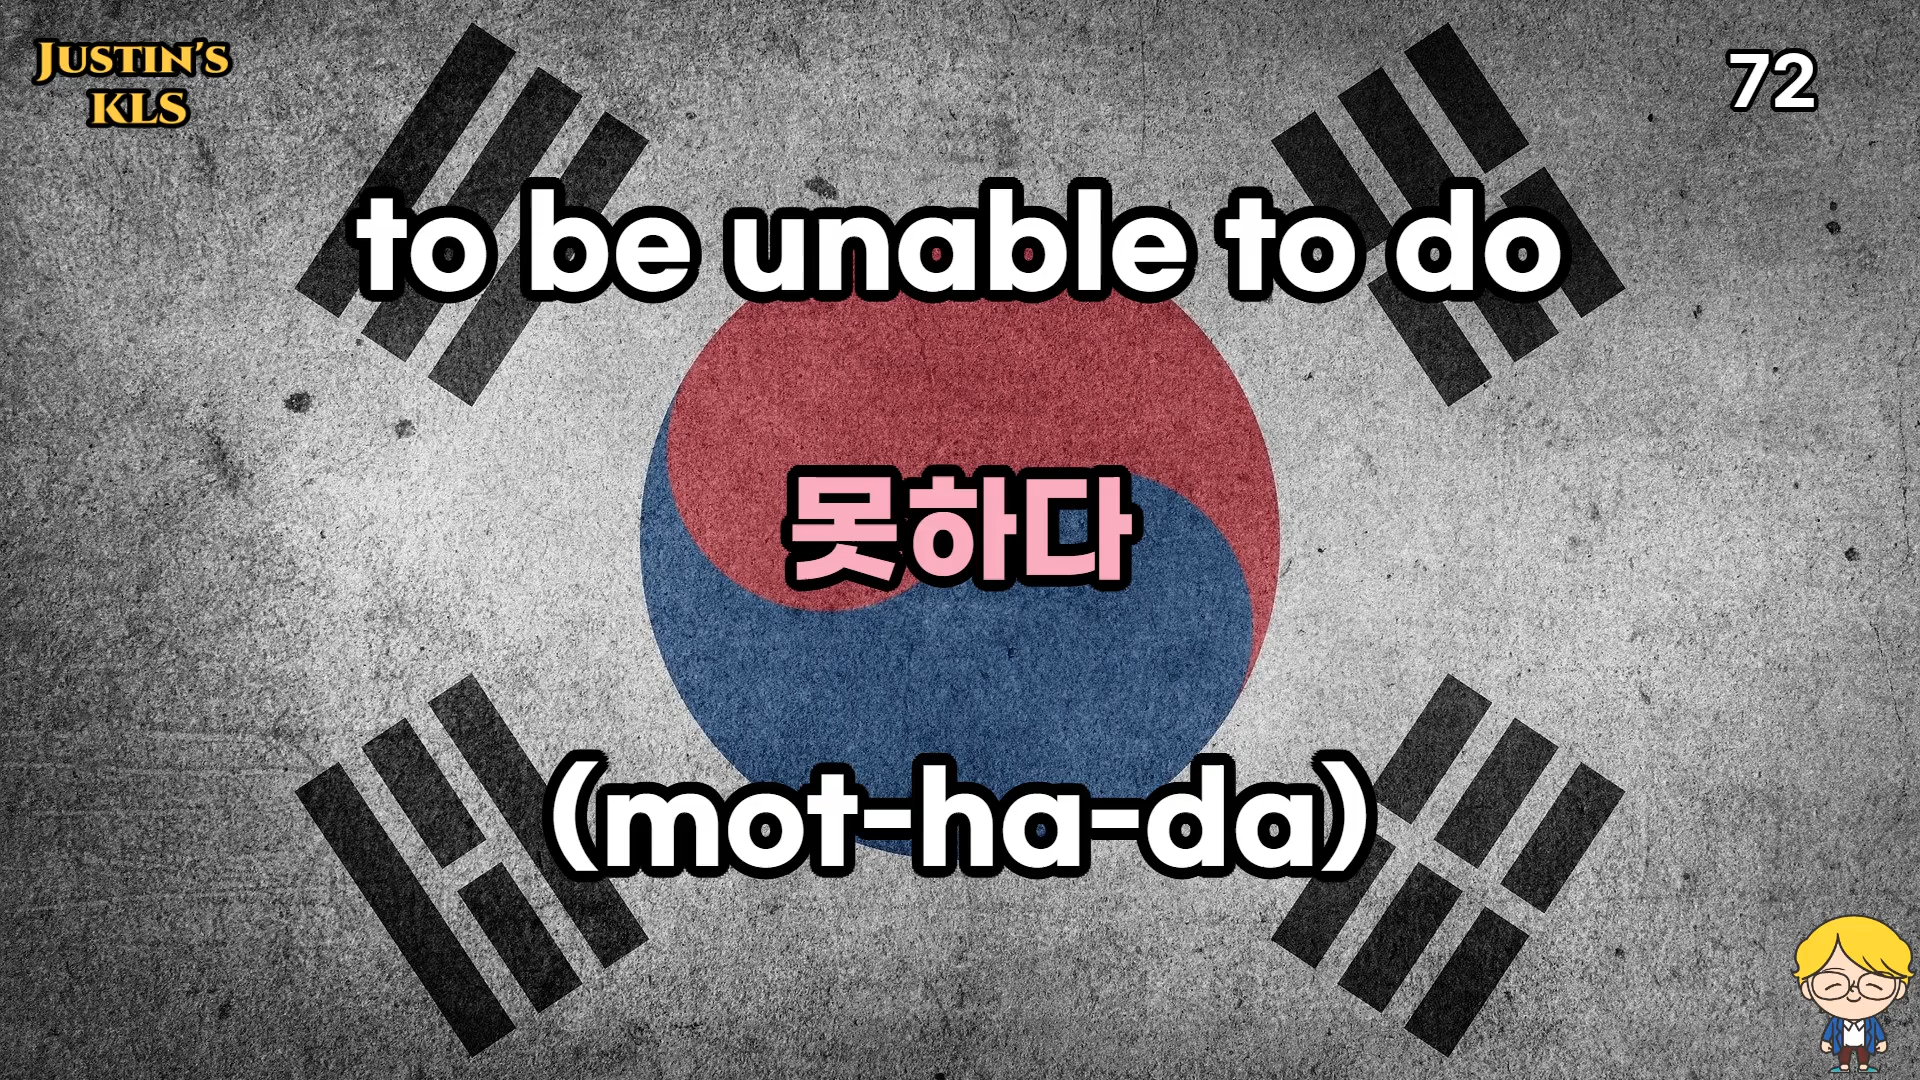 JUSTIN'S
KLS
72
to be unable to do
못하다
(mot-ha-da)